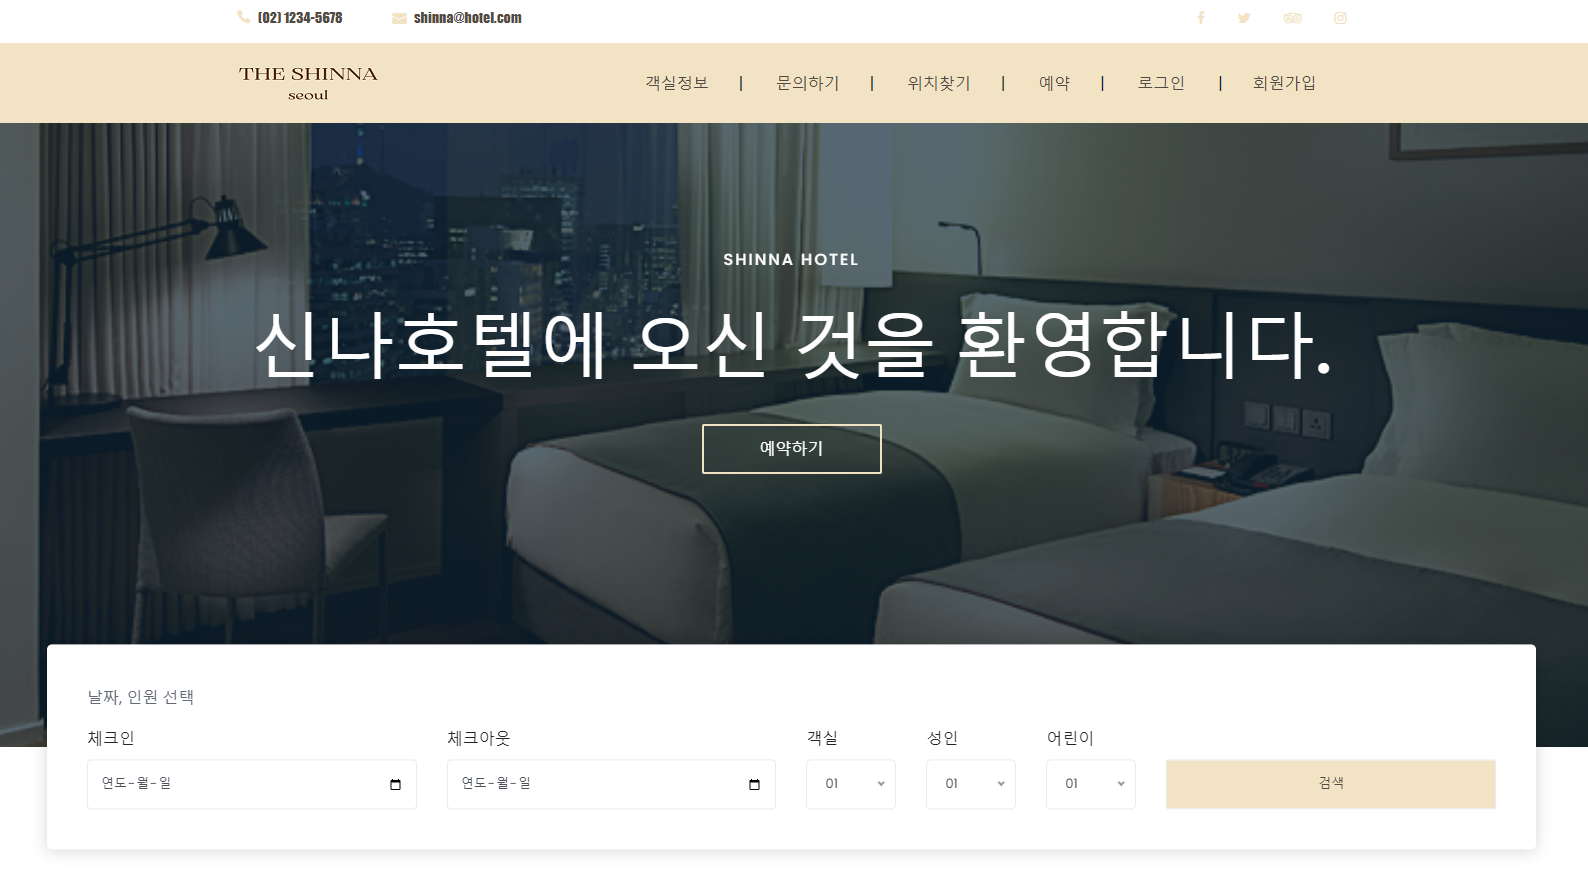 (02) 1234-5678 shinna@hotel.com
THE SHINNA
seoul
객실정보 | 문의하기 | 위치찾기 | 예약 | 로그인 | 회원가입
SHINNA HOTEL
신나호텔에 오신 것을 환영합니다.
예약하기
날짜, 인원 선택
체크인 체크아웃 객실 성인 어린이
연도-월-일 연도-월-일 01 01 01 검색